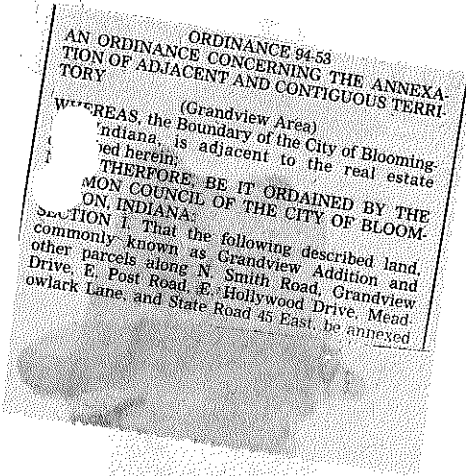 ORDINANCE 94-53
AN ORDINANCE CONCERNING THE ANNEXA-
TION OF ADJACENT AND CONTIGUOUS TERRI-
TORY
(Grandview Area)
WHEREAS, the Boundary of the City of Blooming-
Indiana, is adjacent to the real estate
bed herein;
THERFORE, BE IT ORDAINED BY THE
MON COUNCIL OF THE CITY OF BLOOM-
ON, INDIANA:
SECTION I. That the following described land,
commonly known as Grandview Addition and
other parcels along N. Smith Road, Grandview
Drive, E. Post Road, E. Hollywood Drive, Mead-
owlark Lane, and State Road 45 East, be annexed